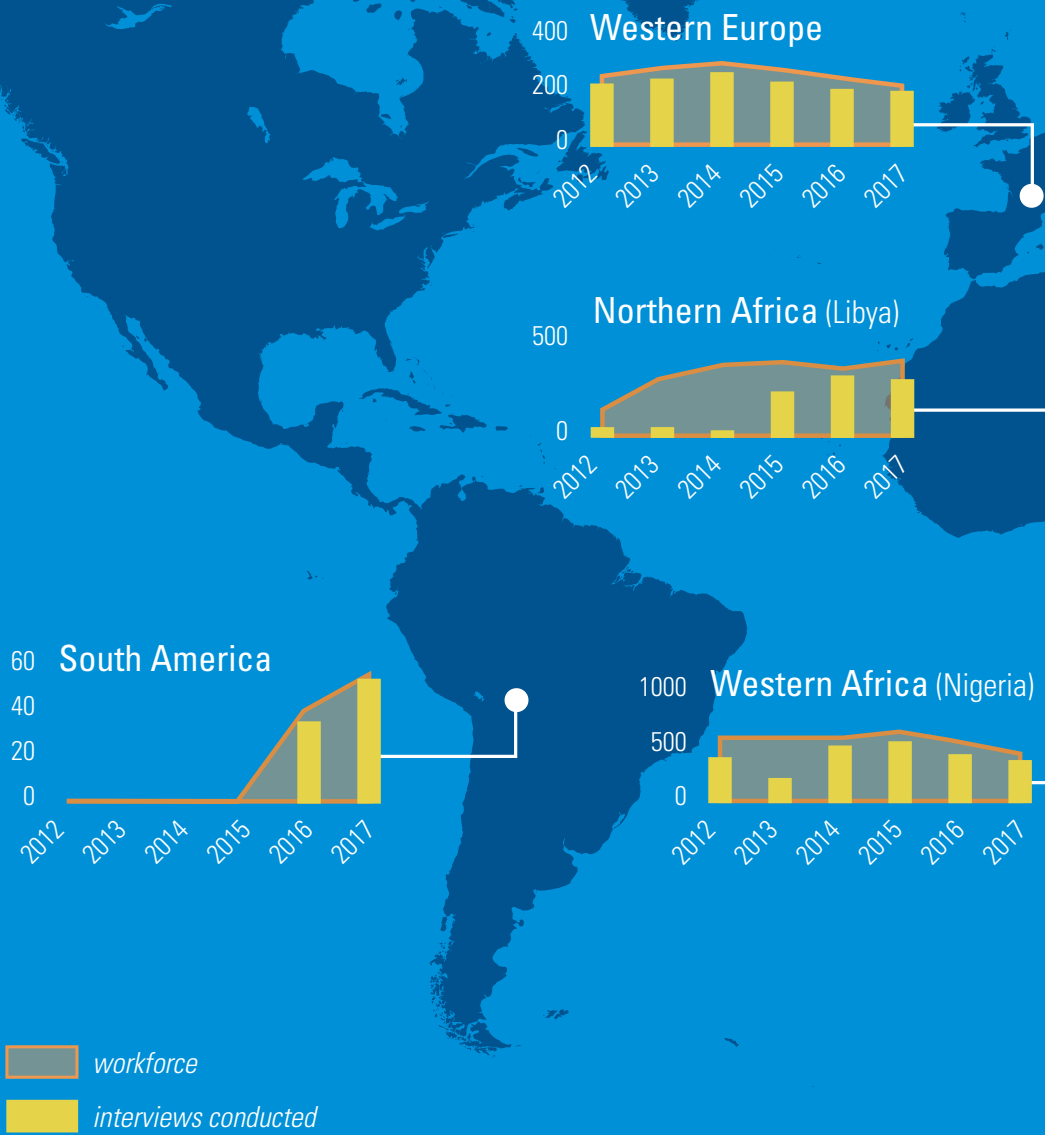 Western Europe
400
200
0
2012 2013 2014 2015 2016 2017
Northern Africa (Libya)
500
0
2012 2013 2014 2015 2016 2017
South America
60
40
20
0
2012 2013 2014 2015 2016 2017
Western Africa (Nigeria)
1000
500
0
2012 2013 2014 2015 2016 2017
workforce
interviews conducted